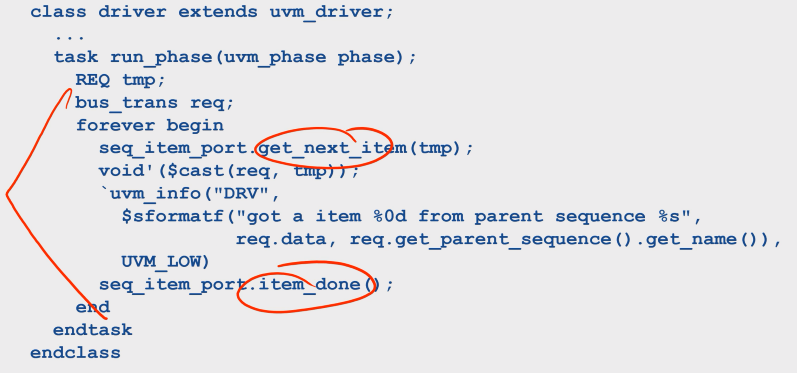 class driver extends uvm_driver;
...
task run_phase(uvm_phase phase);
REQ tmp;
bus_trans req;
forever begin
seq_item_port.get_next_item(tmp);
void'($cast(req, tmp));
`uvm_info("DRV",
$sformatf("got a item %0d from parent sequence %s",
req.data, req.get_parent_sequence().get_name()),
UVM_LOW)
seq_item_port.item_done();
end
endtask
endclass